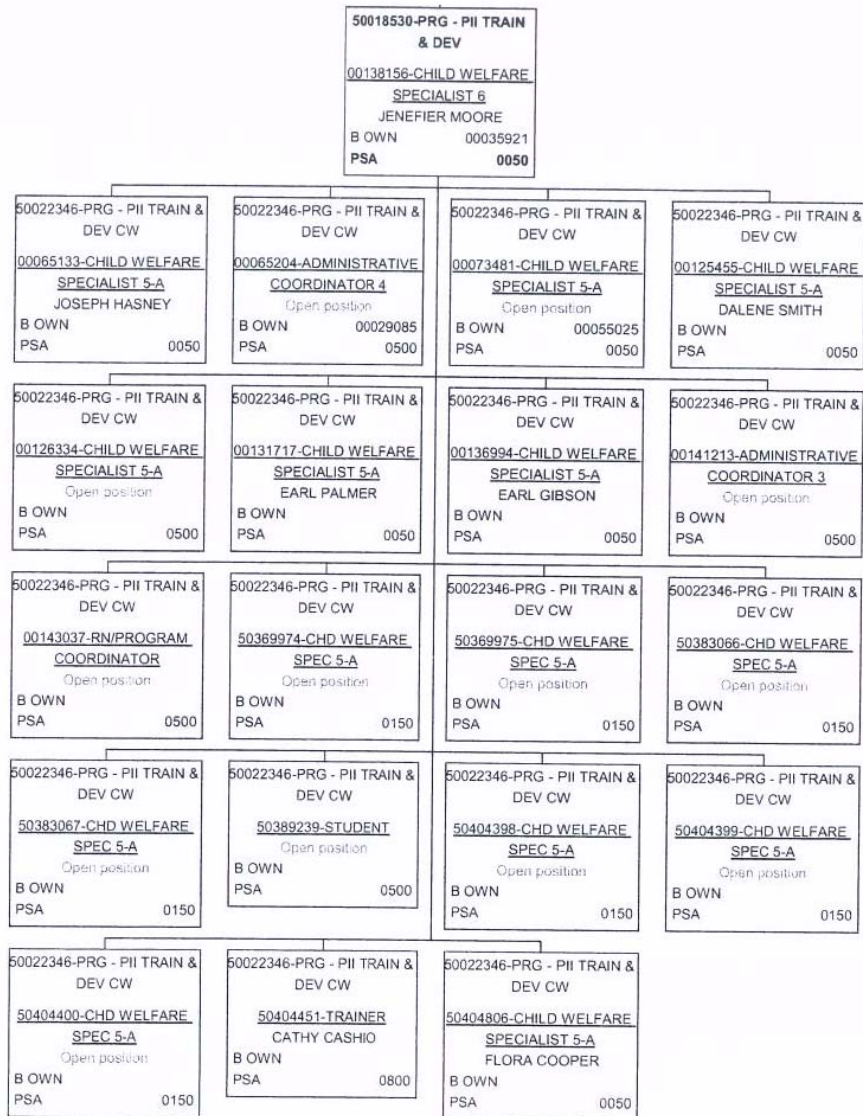 50018530-PRG - PII TRAIN
& DEV
00138156-CHILD WELFARE
SPECIALIST 6
JENEFIER MOORE
B OWN 00035921
PSA 0050
50022346-PRG - PII TRAIN &
DEV CW
00065133-CHILD WELFARE
SPECIALIST 5-A
JOSEPH HASNEY
B OWN
PSA 0050
50022346-PRG - PII TRAIN &
DEV CW
00065204-ADMINISTRATIVE
COORDINATOR 4
Open position
B OWN 00029085
PSA 0500
50022346-PRG - PII TRAIN &
DEV CW
00073481-CHILD WELFARE
SPECIALIST 5-A
Open position
B OWN 00055025
PSA 0050
50022346-PRG - PII TRAIN &
DEV CW
00125455-CHILD WELFARE
SPECIALIST 5-A
DALENE SMITH
B OWN
PSA 0050
50022346-PRG - PII TRAIN &
DEV CW
00126334-CHILD WELFARE
SPECIALIST 5-A
Open position
B OWN
PSA 0500
50022346-PRG - PII TRAIN &
DEV CW
00131717-CHILD WELFARE
SPECIALIST 5-A
EARL PALMER
B OWN
PSA 0050
50022346-PRG - PII TRAIN &
DEV CW
00136994-CHILD WELFARE
SPECIALIST 5-A
EARL GIBSON
B OWN
PSA 0050
50022346-PRG - PII TRAIN &
DEV CW
00141213-ADMINISTRATIVE
COORDINATOR 3
Open position
B OWN
PSA 0500
50022346-PRG - PII TRAIN &
DEV CW
00143037-RN/PROGRAM
COORDINATOR
Open position
B OWN
PSA 0500
50022346-PRG - PII TRAIN &
DEV CW
50369974-CHD WELFARE
SPEC 5-A
Open position
B OWN
PSA 0150
50022346-PRG - PII TRAIN &
DEV CW
50369975-CHD WELFARE
SPEC 5-A
Open position
B OWN
PSA 0150
50022346-PRG - PII TRAIN &
DEV CW
50383066-CHD WELFARE
SPEC 5-A
Open position
B OWN
PSA 0150
50022346-PRG - PII TRAIN &
DEV CW
50383067-CHD WELFARE
SPEC 5-A
Open position
B OWN
PSA 0150
50022346-PRG - PII TRAIN &
DEV CW
50389239-STUDENT
Open position
B OWN
PSA 0500
50022346-PRG - PII TRAIN &
DEV CW
50404398-CHD WELFARE
SPEC 5-A
Open position
B OWN
PSA 0150
50022346-PRG - PII TRAIN &
DEV CW
50404399-CHD WELFARE
SPEC 5-A
Open position
B OWN
PSA 0150
50022346-PRG - PII TRAIN &
DEV CW
50404400-CHD WELFARE
SPEC 5-A
Open position
B OWN
PSA 0150
50022346-PRG - PII TRAIN &
DEV CW
50404451-TRAINER
CATHY CASHIO
B OWN
PSA 0800
50022346-PRG - PII TRAIN &
DEV CW
50404806-CHILD WELFARE
SPECIALIST 5-A
FLORA COOPER
B OWN
PSA 0050